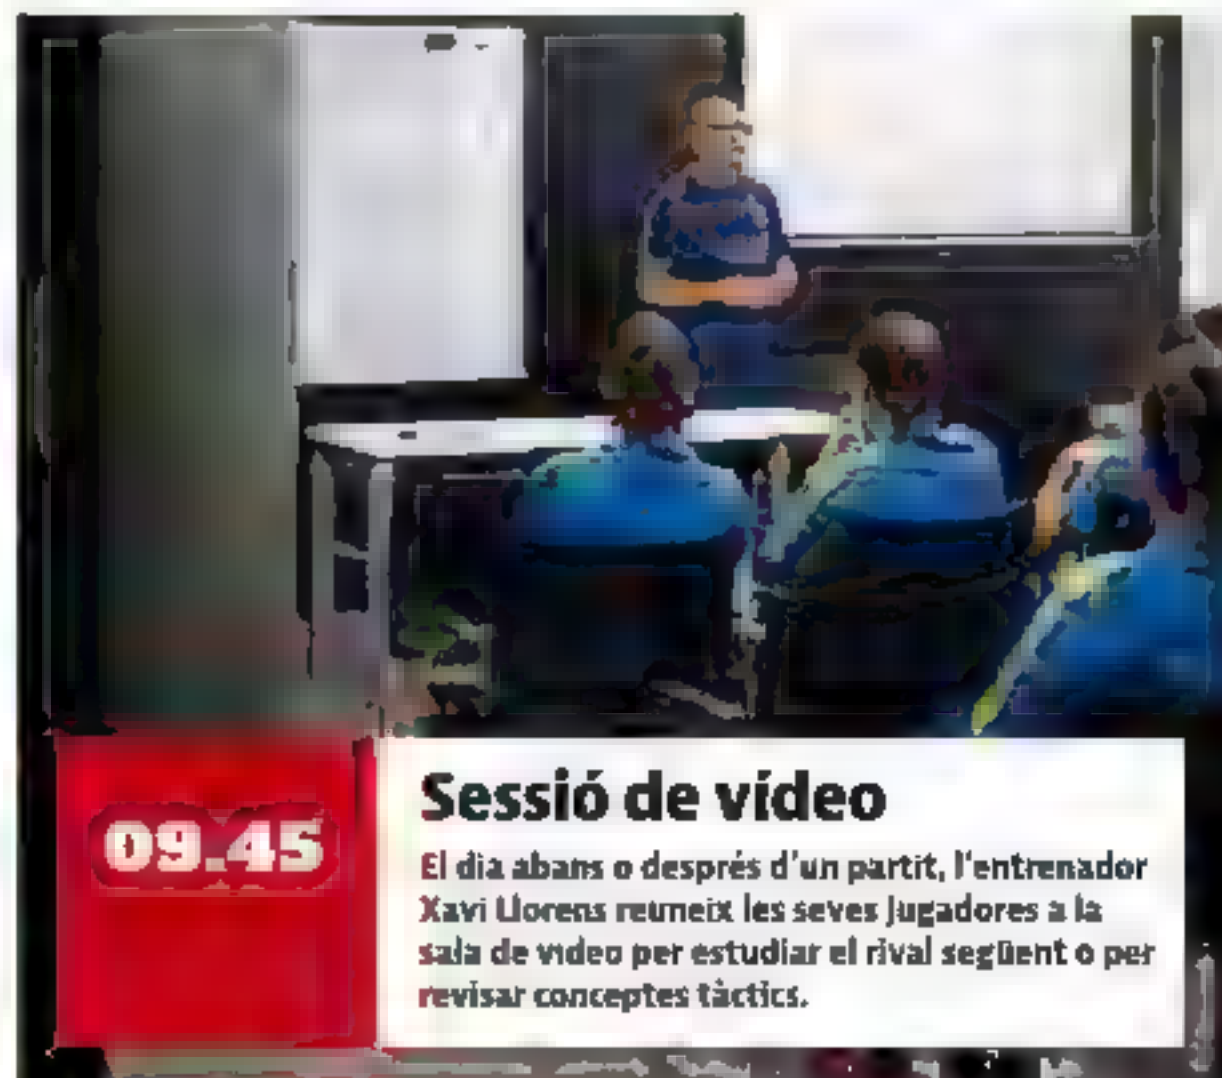 09.45
Sessió de vídeo
El dia abans o després d'un partit, l'entrenador
Xavi Llorens reuneix les seves jugadores a la
sala de vídeo per estudiar el rival següent o per
revisar conceptes tàctics.